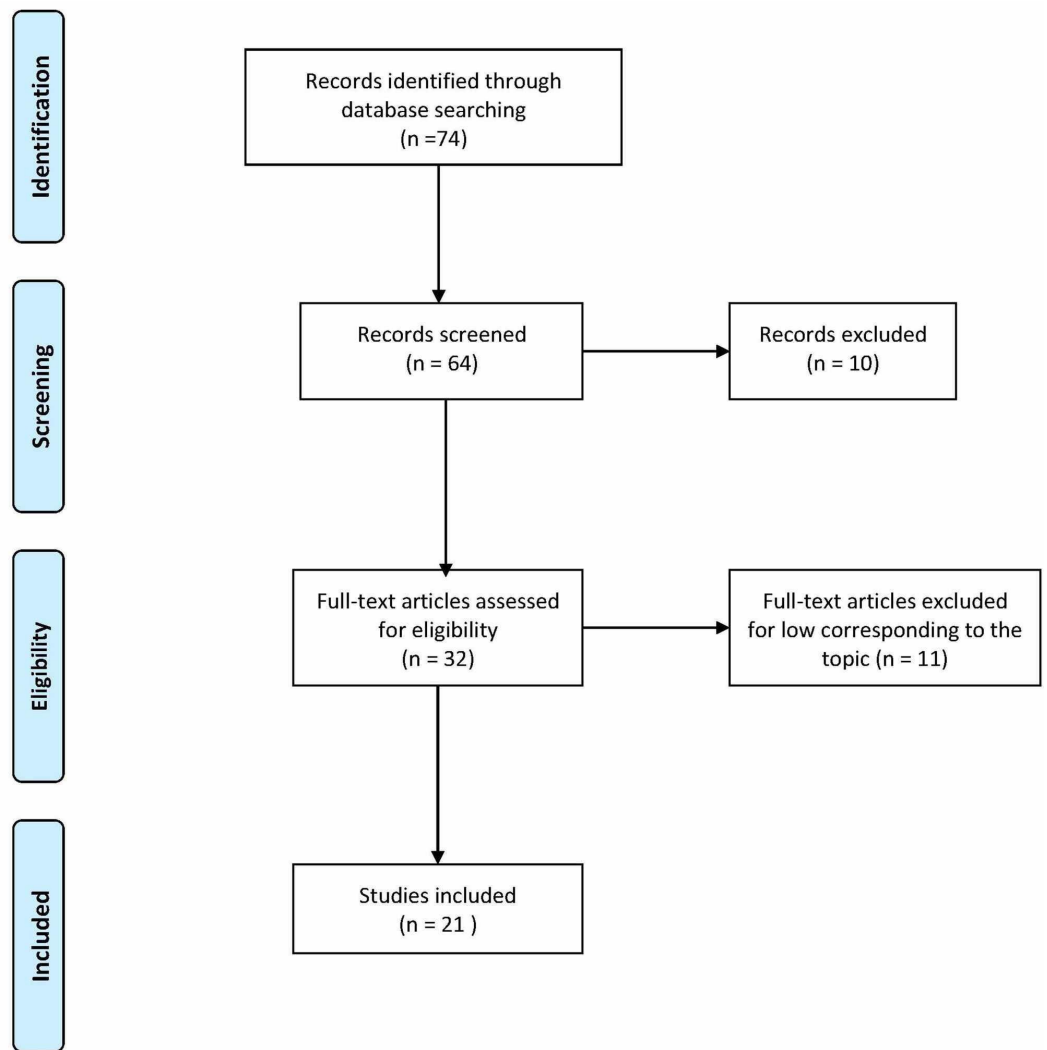 Identification
Records identified through
database searching
(n =74)
Screening
Records screened
(n = 64)
Records excluded
(n = 10)
Eligibility
Full-text articles assessed
for eligibility
(n = 32)
Full-text articles excluded
for low corresponding to the
topic (n = 11)
Included
Studies included
(n = 21 )